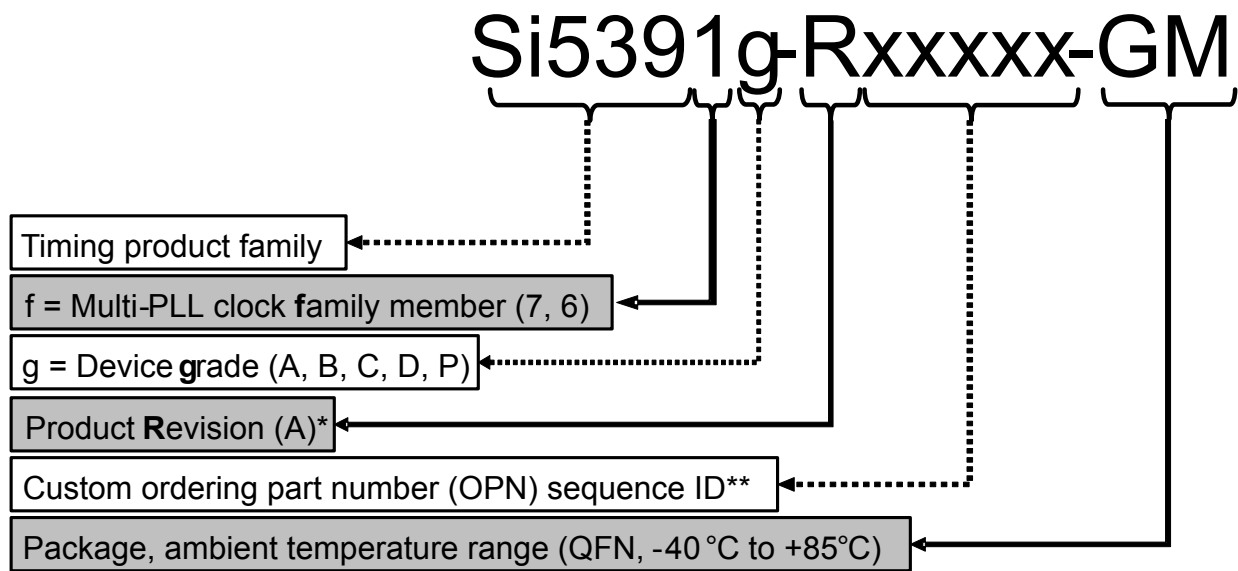 Si5391g-Rxxxxx-GM
Timing product family
f = Multi-PLL clock family member (7, 6)
g = Device grade (A, B, C, D, P)
Product Revision (A)*
Custom ordering part number (OPN) sequence ID**
Package, ambient temperature range (QFN, -40 °C to +85°C)